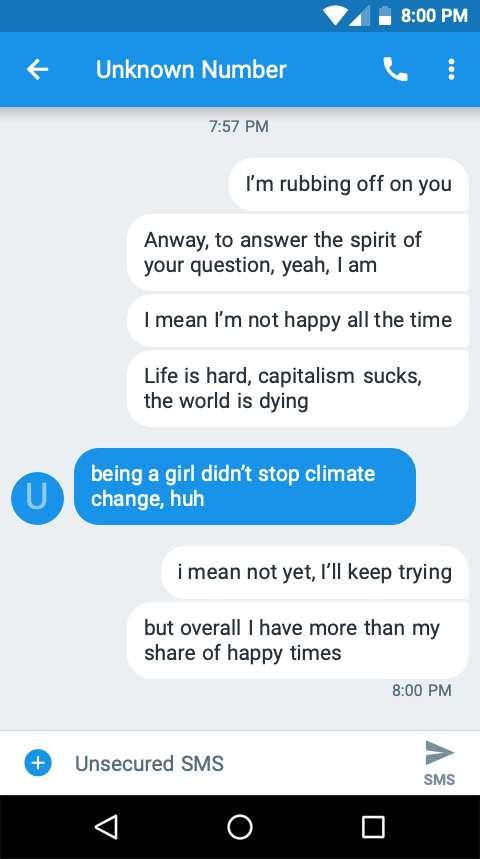 8:00 PM
Unknown Number
7:57 PM
I’m rubbing off on you
Anway, to answer the spirit of
your question, yeah, I am
I mean I’m not happy all the time
Life is hard, capitalism sucks,
the world is dying
U
being a girl didn’t stop climate
change, huh
i mean not yet, I’ll keep trying
but overall I have more than my
share of happy times
8:00 PM
Unsecured SMS
SMS